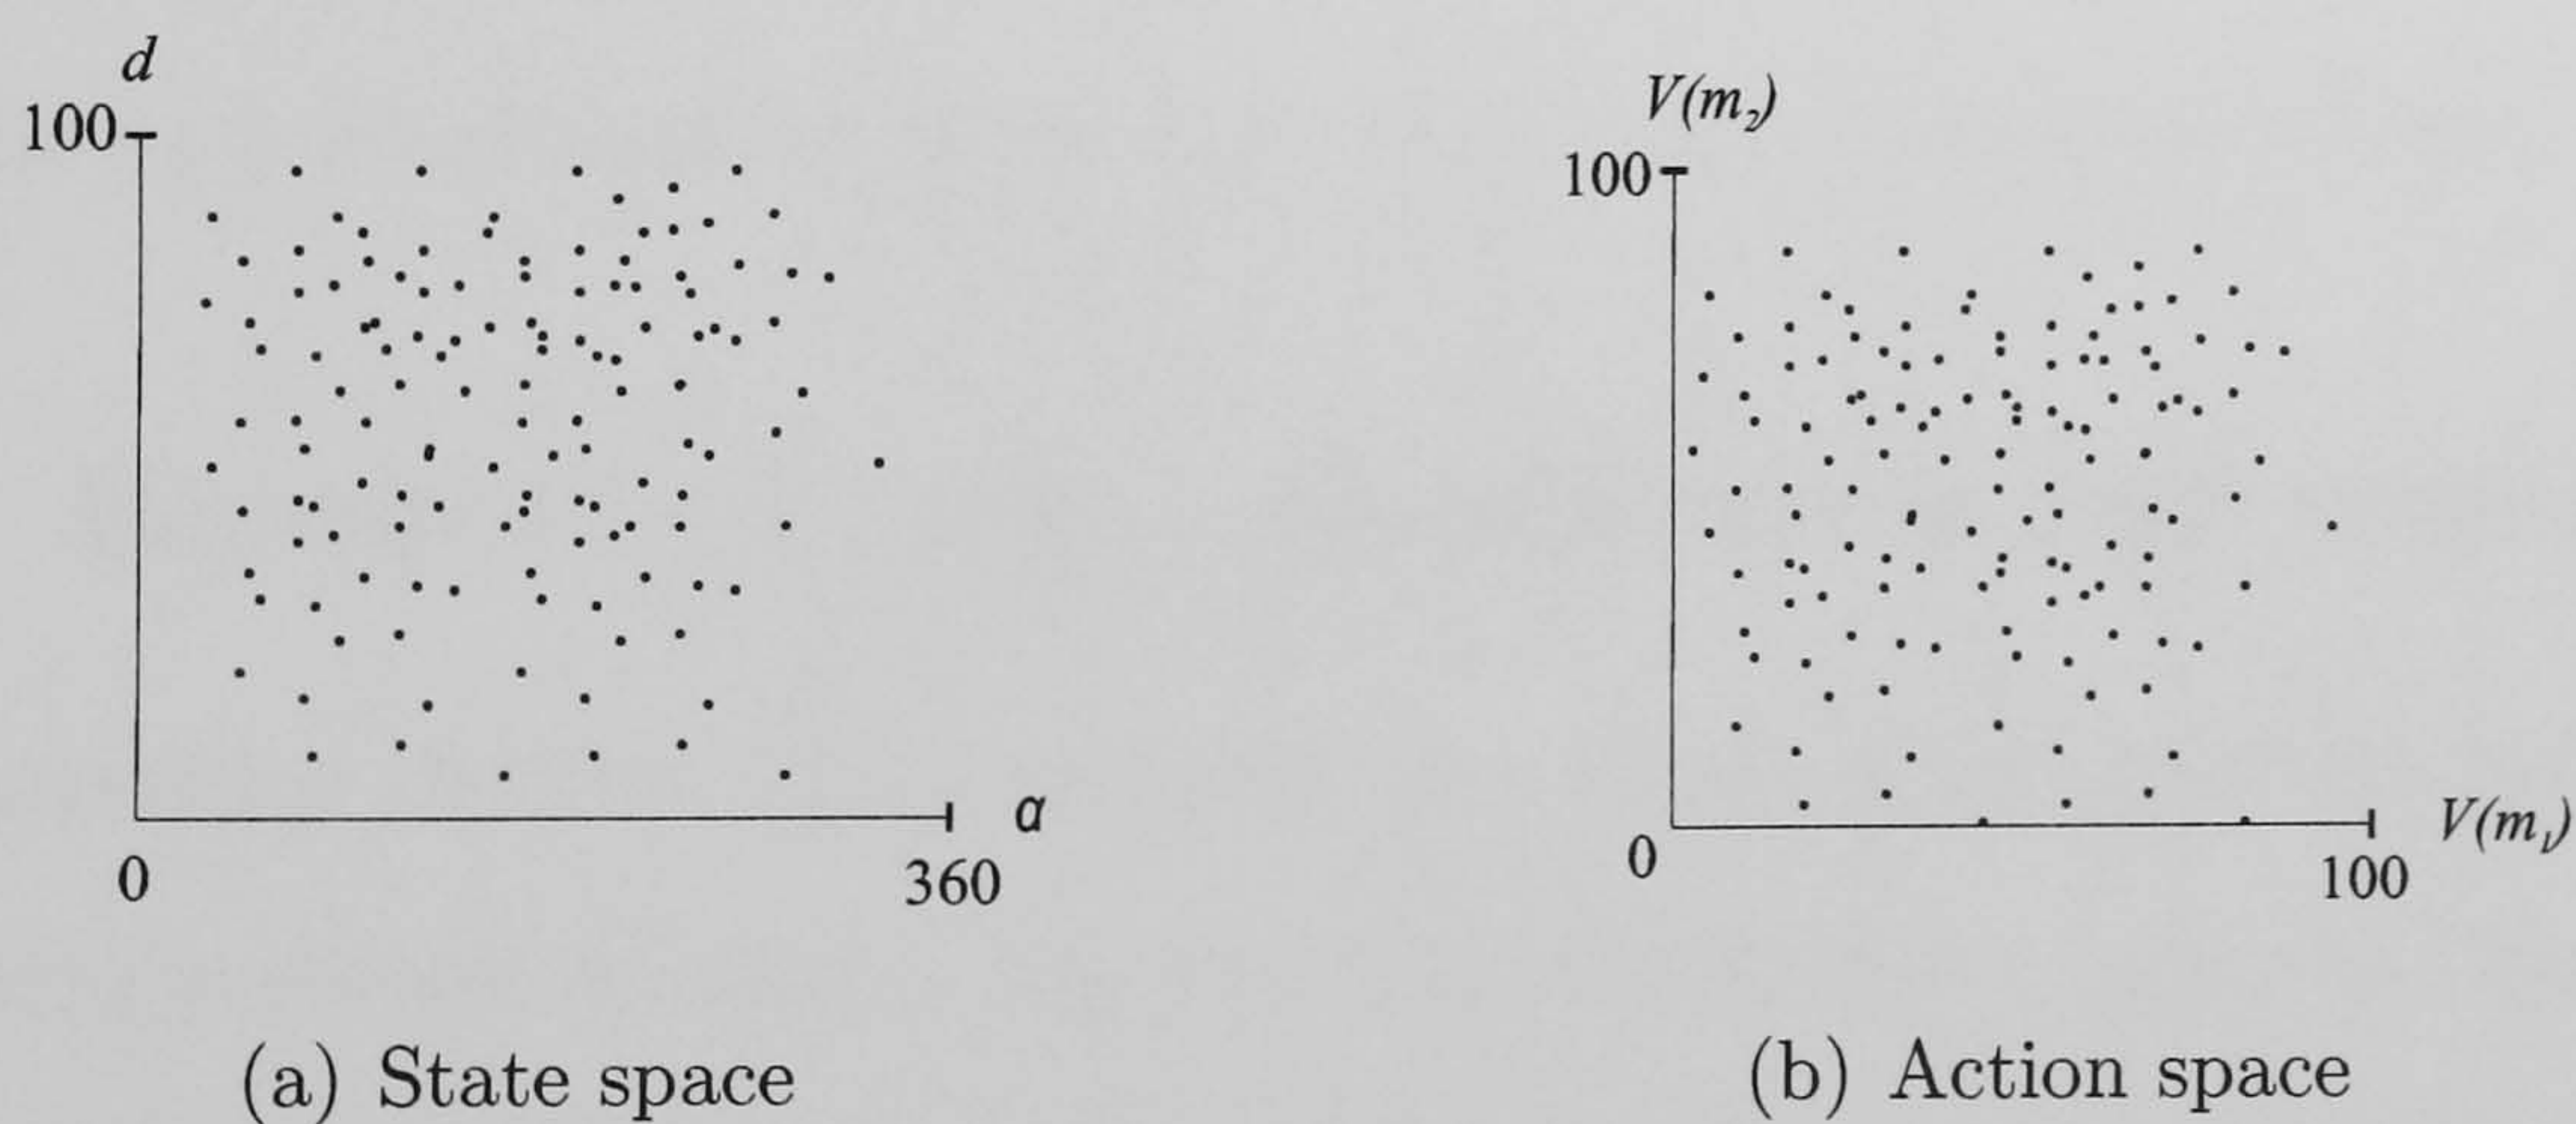 d
100
0
360
α
(a) State space
V(m₂)
100
0
100
V(m₁)
(b) Action space